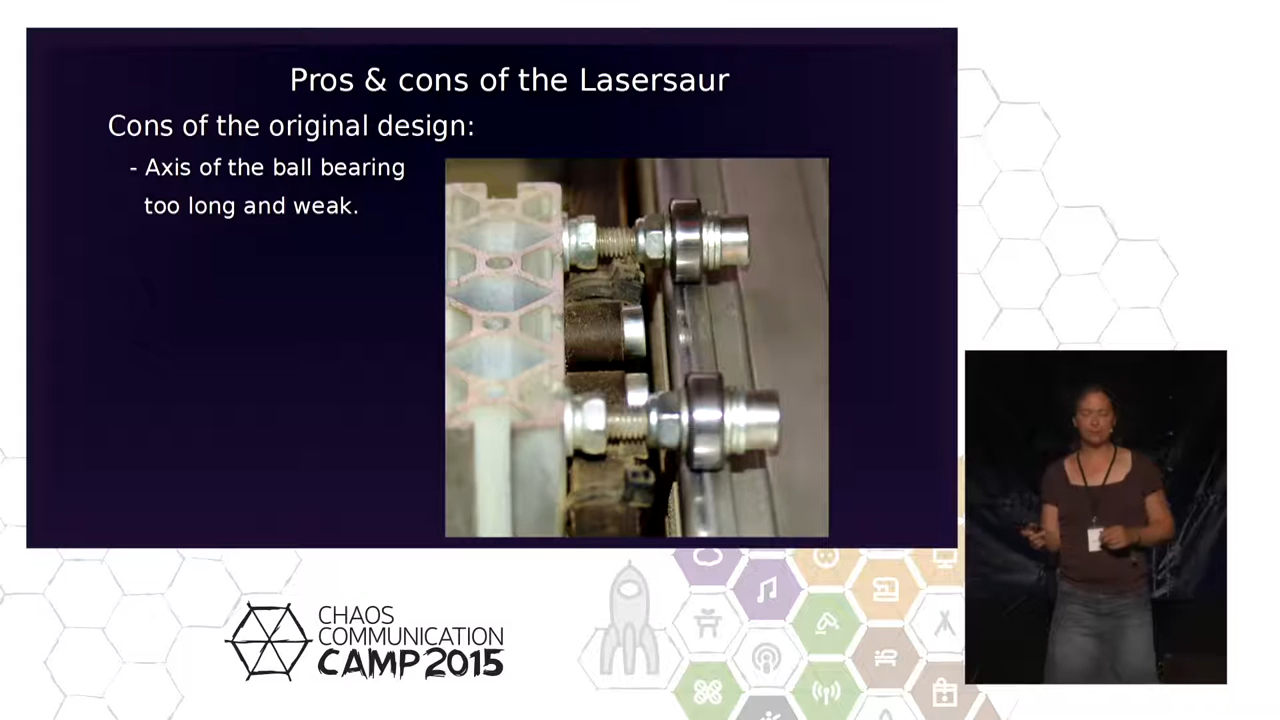 Pros & cons of the Lasersaur
Cons of the original design:
- Axis of the ball bearing
too long and weak.
CHAOS
COMMUNICATION
CAMP 2015